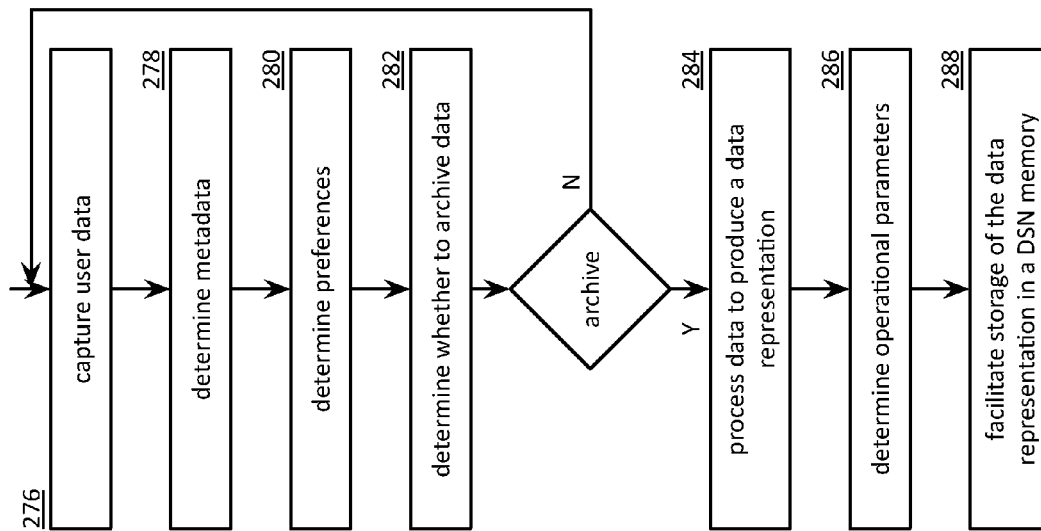 276
capture user data
278
determine metadata
280
determine preferences
282
determine whether to archive data
archive
N
Y
284
process data to produce a data
representation
286
determine operational parameters
288
facilitate storage of the data
representation in a DSN memory